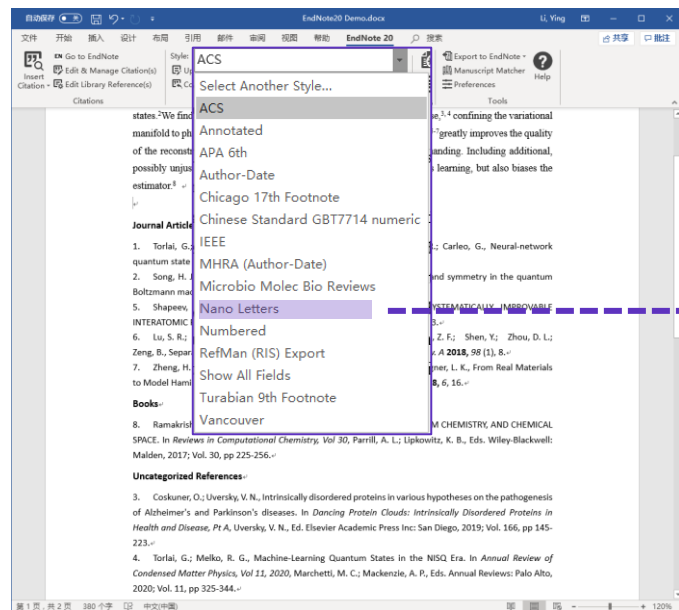 自动保存 EndNote20 Demo.docx Li, Ying
文件 开始 插入 设计 布局 引用 邮件 审阅 视图 帮助 EndNote 20 搜索 共享 批注
EN Go to EndNote Style: ACS Export to EndNote
Edit & Manage Citation(s) Manuscript Matcher
Insert Citation Edit Library Reference(s) Preferences Help
Citations Tools
Select Another Style...
ACS
Annotated
APA 6th
Author-Date
Chicago 17th Footnote
Chinese Standard GBT7714 numeric
IEEE
MHRA (Author-Date)
Microbio Molec Bio Reviews
Nano Letters
Numbered
RefMan (RIS) Export
Show All Fields
Turabian 9th Footnote
Vancouver
states.2We find 3, 4 confining the variational
manifold to ph greatly improves the quality
of the reconst Including additional,
possibly unjus learning, but also biases the
estimator.8
Journal Article
1. Torlai, G.; Carleo, G., Neural-network
quantum state
2. Song, H. J and symmetry in the quantum
Boltzmann mac
5. Shapeev, SYSTEMATICALLY IMPROVABLE
INTERATOMIC
6. Lu, S. R.; Z. F.; Shen, Y.; Zhou, D. L.;
Zeng, B., Separa A 2018, 98 (1), 8.
7. Zheng, H. L. K., From Real Materials
to Model Hami 6, 16.
Books
8. Ramakrish M CHEMISTRY, AND CHEMICAL
SPACE. In Reviews in Computational Chemistry, Vol 30, Parrill, A. L.; Lipkowitz, K. B., Eds. Wiley-Blackwell:
Malden, 2017; Vol. 30, pp 225-256.
Uncategorized References
3. Coskuner, O.; Uversky, V. N., Intrinsically disordered proteins in various hypotheses on the pathogenesis
of Alzheimer's and Parkinson's diseases. In Dancing Protein Clouds: Intrinsically Disordered Proteins in
Health and Disease, Pt A, Uversky, V. N., Ed. Elsevier Academic Press Inc: San Diego, 2019; Vol. 166, pp 145-
223.
4. Torlai, G.; Melko, R. G., Machine-Learning Quantum States in the NISQ Era. In Annual Review of
Condensed Matter Physics, Vol 11, 2020, Marchetti, M. C.; Mackenzie, A. P., Eds. Annual Reviews: Palo Alto,
2020; Vol. 11, pp 325-344.
第1页，共2页 380个字 中文(中国) 120%